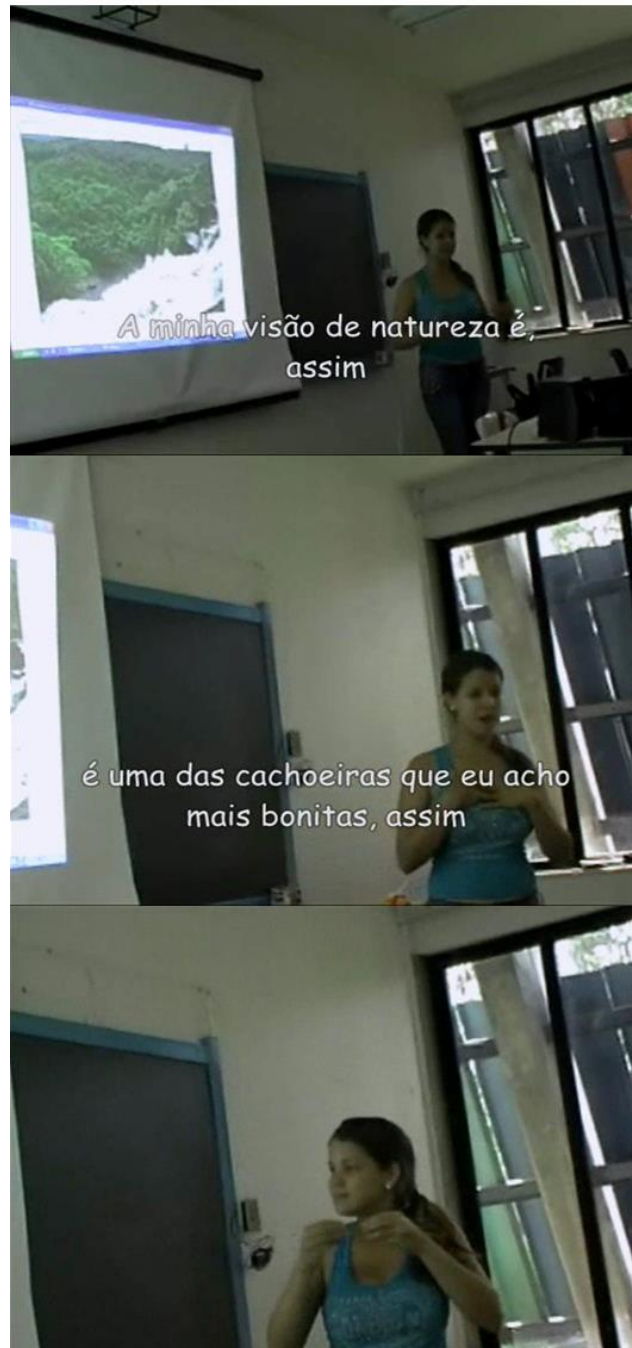 A minha visão de natureza é,
assim
é uma das cachoeiras que eu acho
mais bonitas, assim